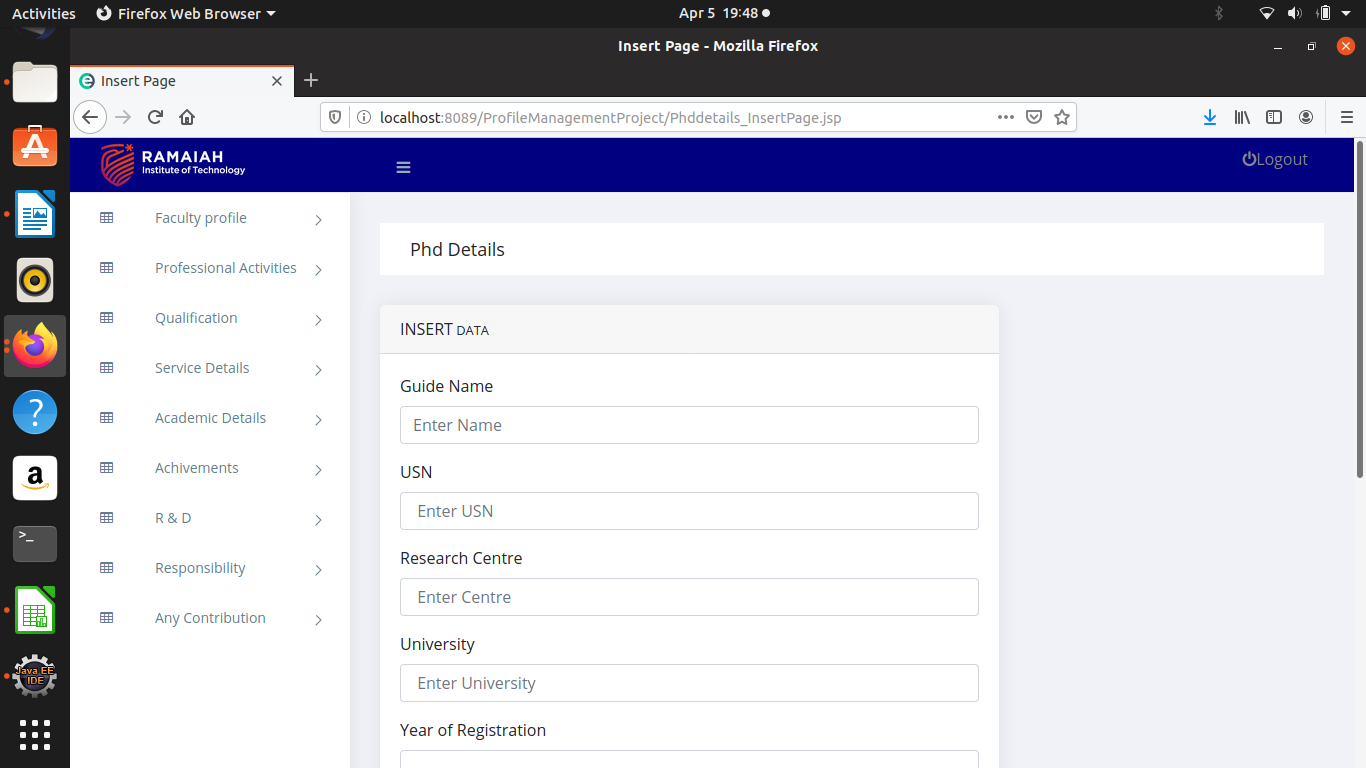 Activities
Firefox Web Browser
Apr 5 19:48
Insert Page - Mozilla Firefox
Insert Page
localhost:8089/ProfileManagementProject/Phddetails_InsertPage.jsp
RAMAIAH
Institute of Technology
Logout
Faculty profile
Professional Activities
Qualification
Service Details
Academic Details
Achivements
R & D
Responsibility
Any Contribution
Phd Details
INSERT DATA
Guide Name
Enter Name
USN
Enter USN
Research Centre
Enter Centre
University
Enter University
Year of Registration
a
>_
Java EE
IDE